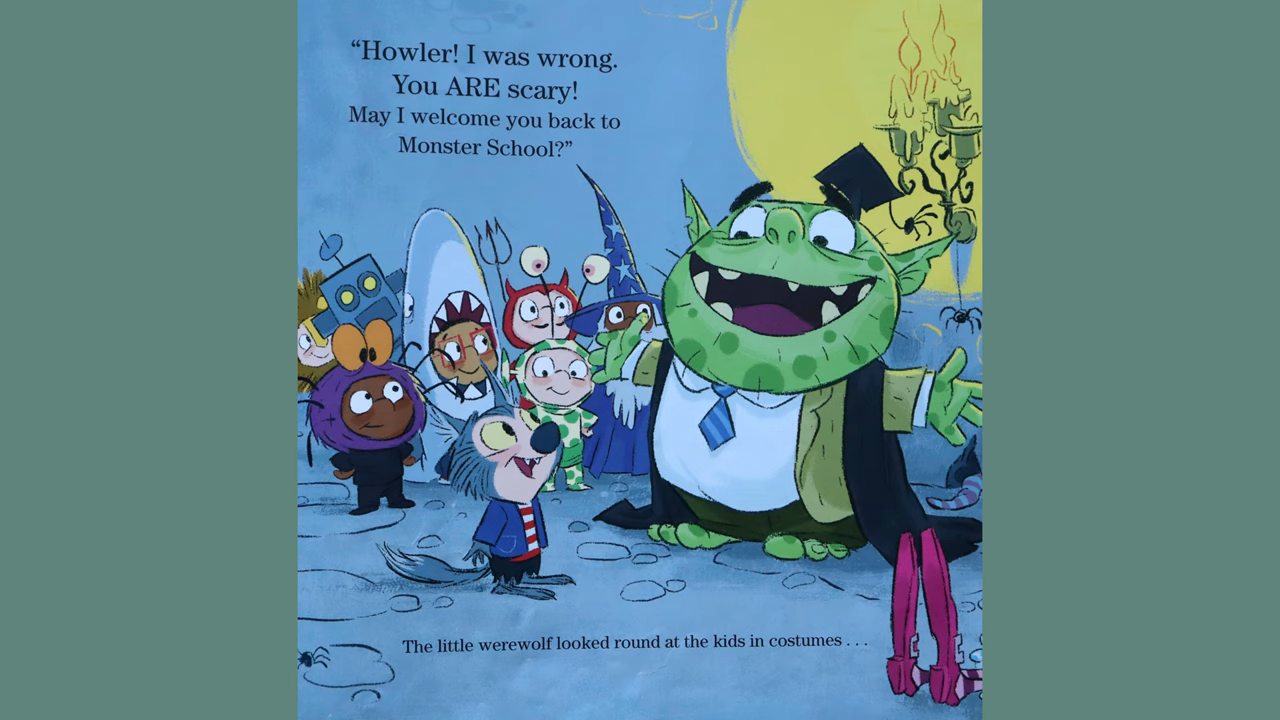 “Howler! I was wrong.
You ARE scary!
May I welcome you back to
Monster School?”
The little werewolf looked round at the kids in costumes . . .